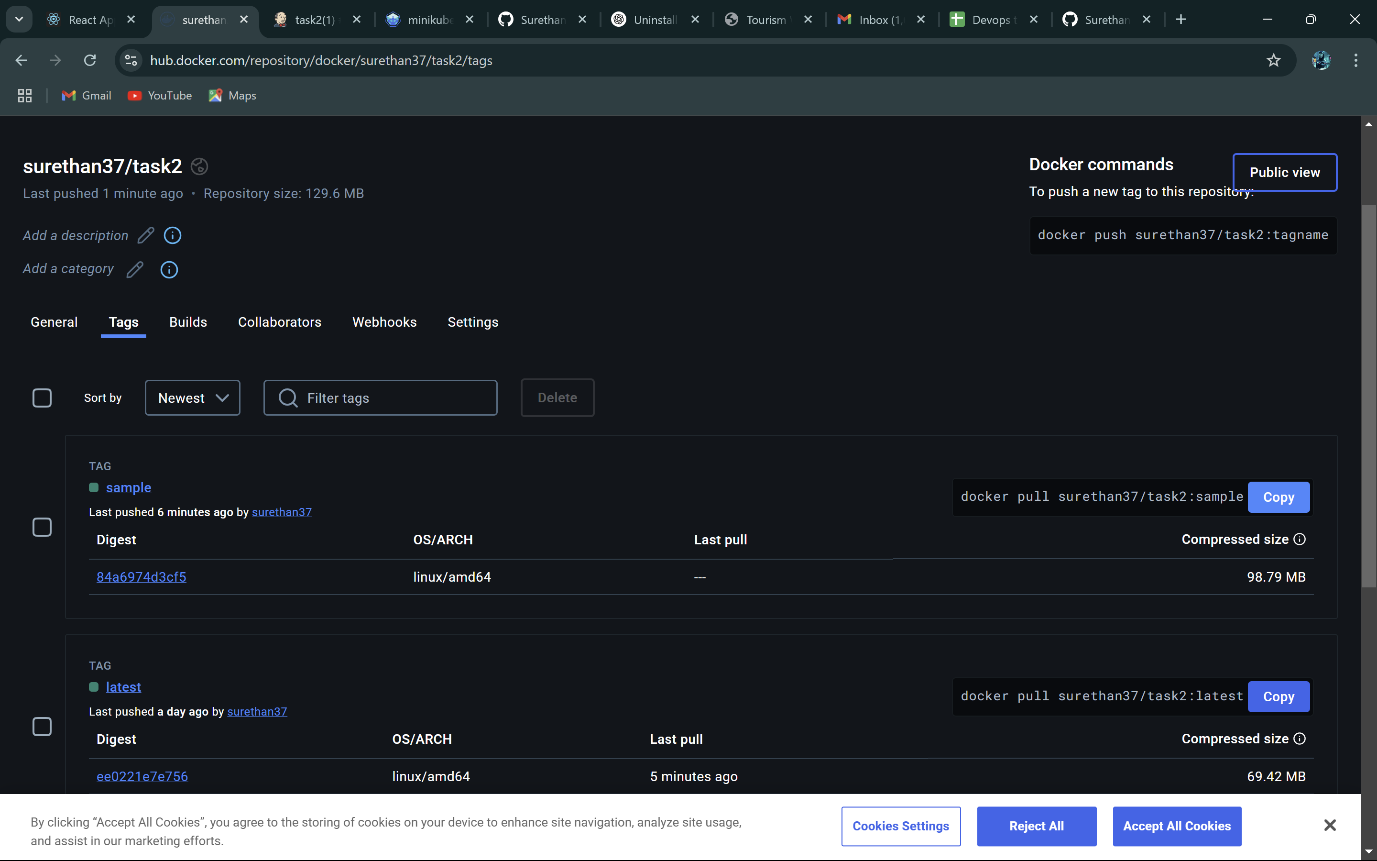 React Ap
surethan
task2(1)
minikube
Surethan
Uninstall
Tourism
Inbox (1,
Devops t
Surethan
hub.docker.com/repository/docker/surethan37/task2/tags
Gmail
YouTube
Maps
surethan37/task2
Last pushed 1 minute ago · Repository size: 129.6 MB
Add a description
Add a category
Docker commands
Public view
To push a new tag to this repository:
docker push surethan37/task2:tagname
General Tags Builds Collaborators Webhooks Settings
Sort by Newest Filter tags Delete
TAG
sample
Last pushed 6 minutes ago by surethan37
docker pull surethan37/task2:sample Copy
Digest OS/ARCH Last pull Compressed size
84a6974d3cf5 linux/amd64 --- 98.79 MB
TAG
latest
Last pushed a day ago by surethan37
docker pull surethan37/task2:latest Copy
Digest OS/ARCH Last pull Compressed size
ee0221e7e756 linux/amd64 5 minutes ago 69.42 MB
By clicking “Accept All Cookies”, you agree to the storing of cookies on your device to enhance site navigation, analyze site usage,
and assist in our marketing efforts.
Cookies Settings Reject All Accept All Cookies